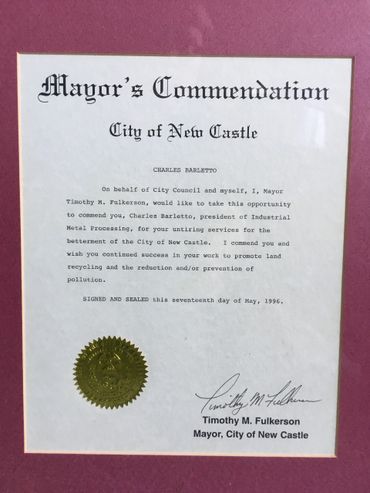 Mayor's Commendation
City of New Castle
CHARLES BARLETTO
On behalf of City Council and myself, I, Mayor
Timothy M. Fulkerson, would like to take this opportunity
to commend you, Charles Barletto, president of Industrial
Metal Processing, for your untiring services for the
betterment of the City of New Castle. I commend you and
wish you continued success in your work to promote land
recycling and the reduction and/or prevention of
pollution.
SIGNED AND SEALED this seventeenth day of May, 1996.
Timothy M Fulkerson
Timothy M. Fulkerson
Mayor, City of New Castle